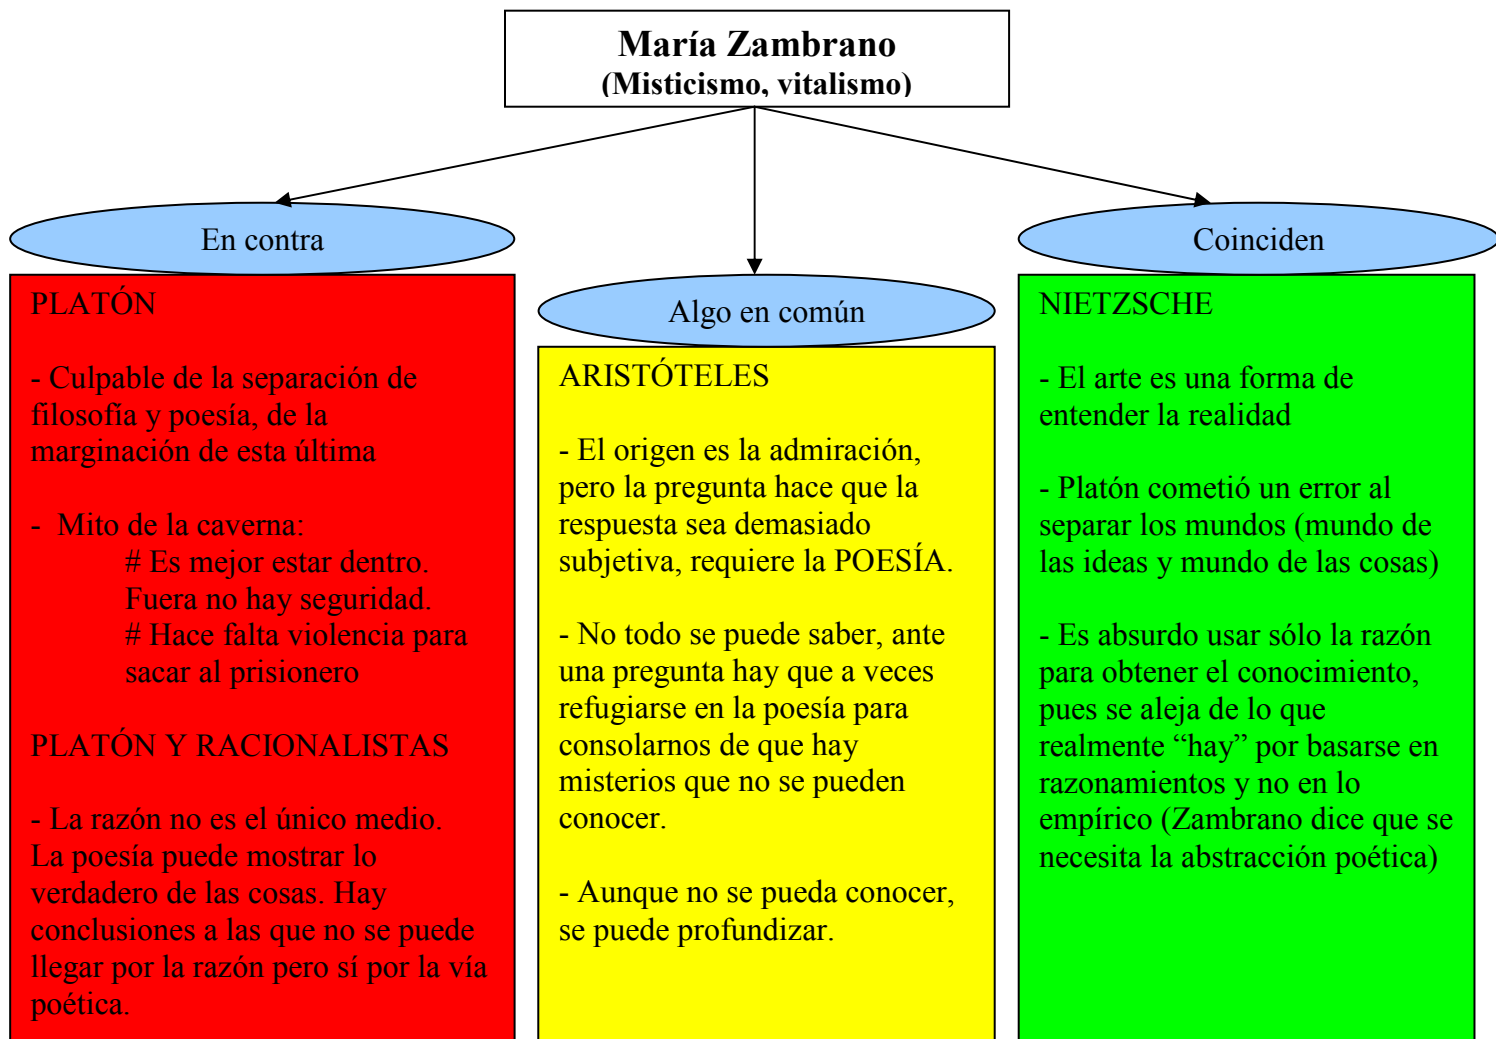 María Zambrano
(Misticismo, vitalismo)
En contra
PLATÓN
- Culpable de la separación de
filosofía y poesía, de la
marginación de esta última
- Mito de la caverna:
# Es mejor estar dentro.
Fuera no hay seguridad.
# Hace falta violencia para
sacar al prisionero
PLATÓN Y RACIONALISTAS
- La razón no es el único medio.
La poesía puede mostrar lo
verdadero de las cosas. Hay
conclusiones a las que no se puede
llegar por la razón pero sí por la vía
poética.
Algo en común
ARISTÓTELES
- El origen es la admiración,
pero la pregunta hace que la
respuesta sea demasiado
subjetiva, requiere la POESÍA.
- No todo se puede saber, ante
una pregunta hay que a veces
refugiarse en la poesía para
consolarnos de que hay
misterios que no se pueden
conocer.
- Aunque no se pueda conocer,
se puede profundizar.
Coinciden
NIETZSCHE
- El arte es una forma de
entender la realidad
- Platón cometió un error al
separar los mundos (mundo de
las ideas y mundo de las cosas)
- Es absurdo usar sólo la razón
para obtener el conocimiento,
pues se aleja de lo que
realmente “hay” por basarse en
razonamientos y no en lo
empírico (Zambrano dice que se
necesita la abstracción poética)